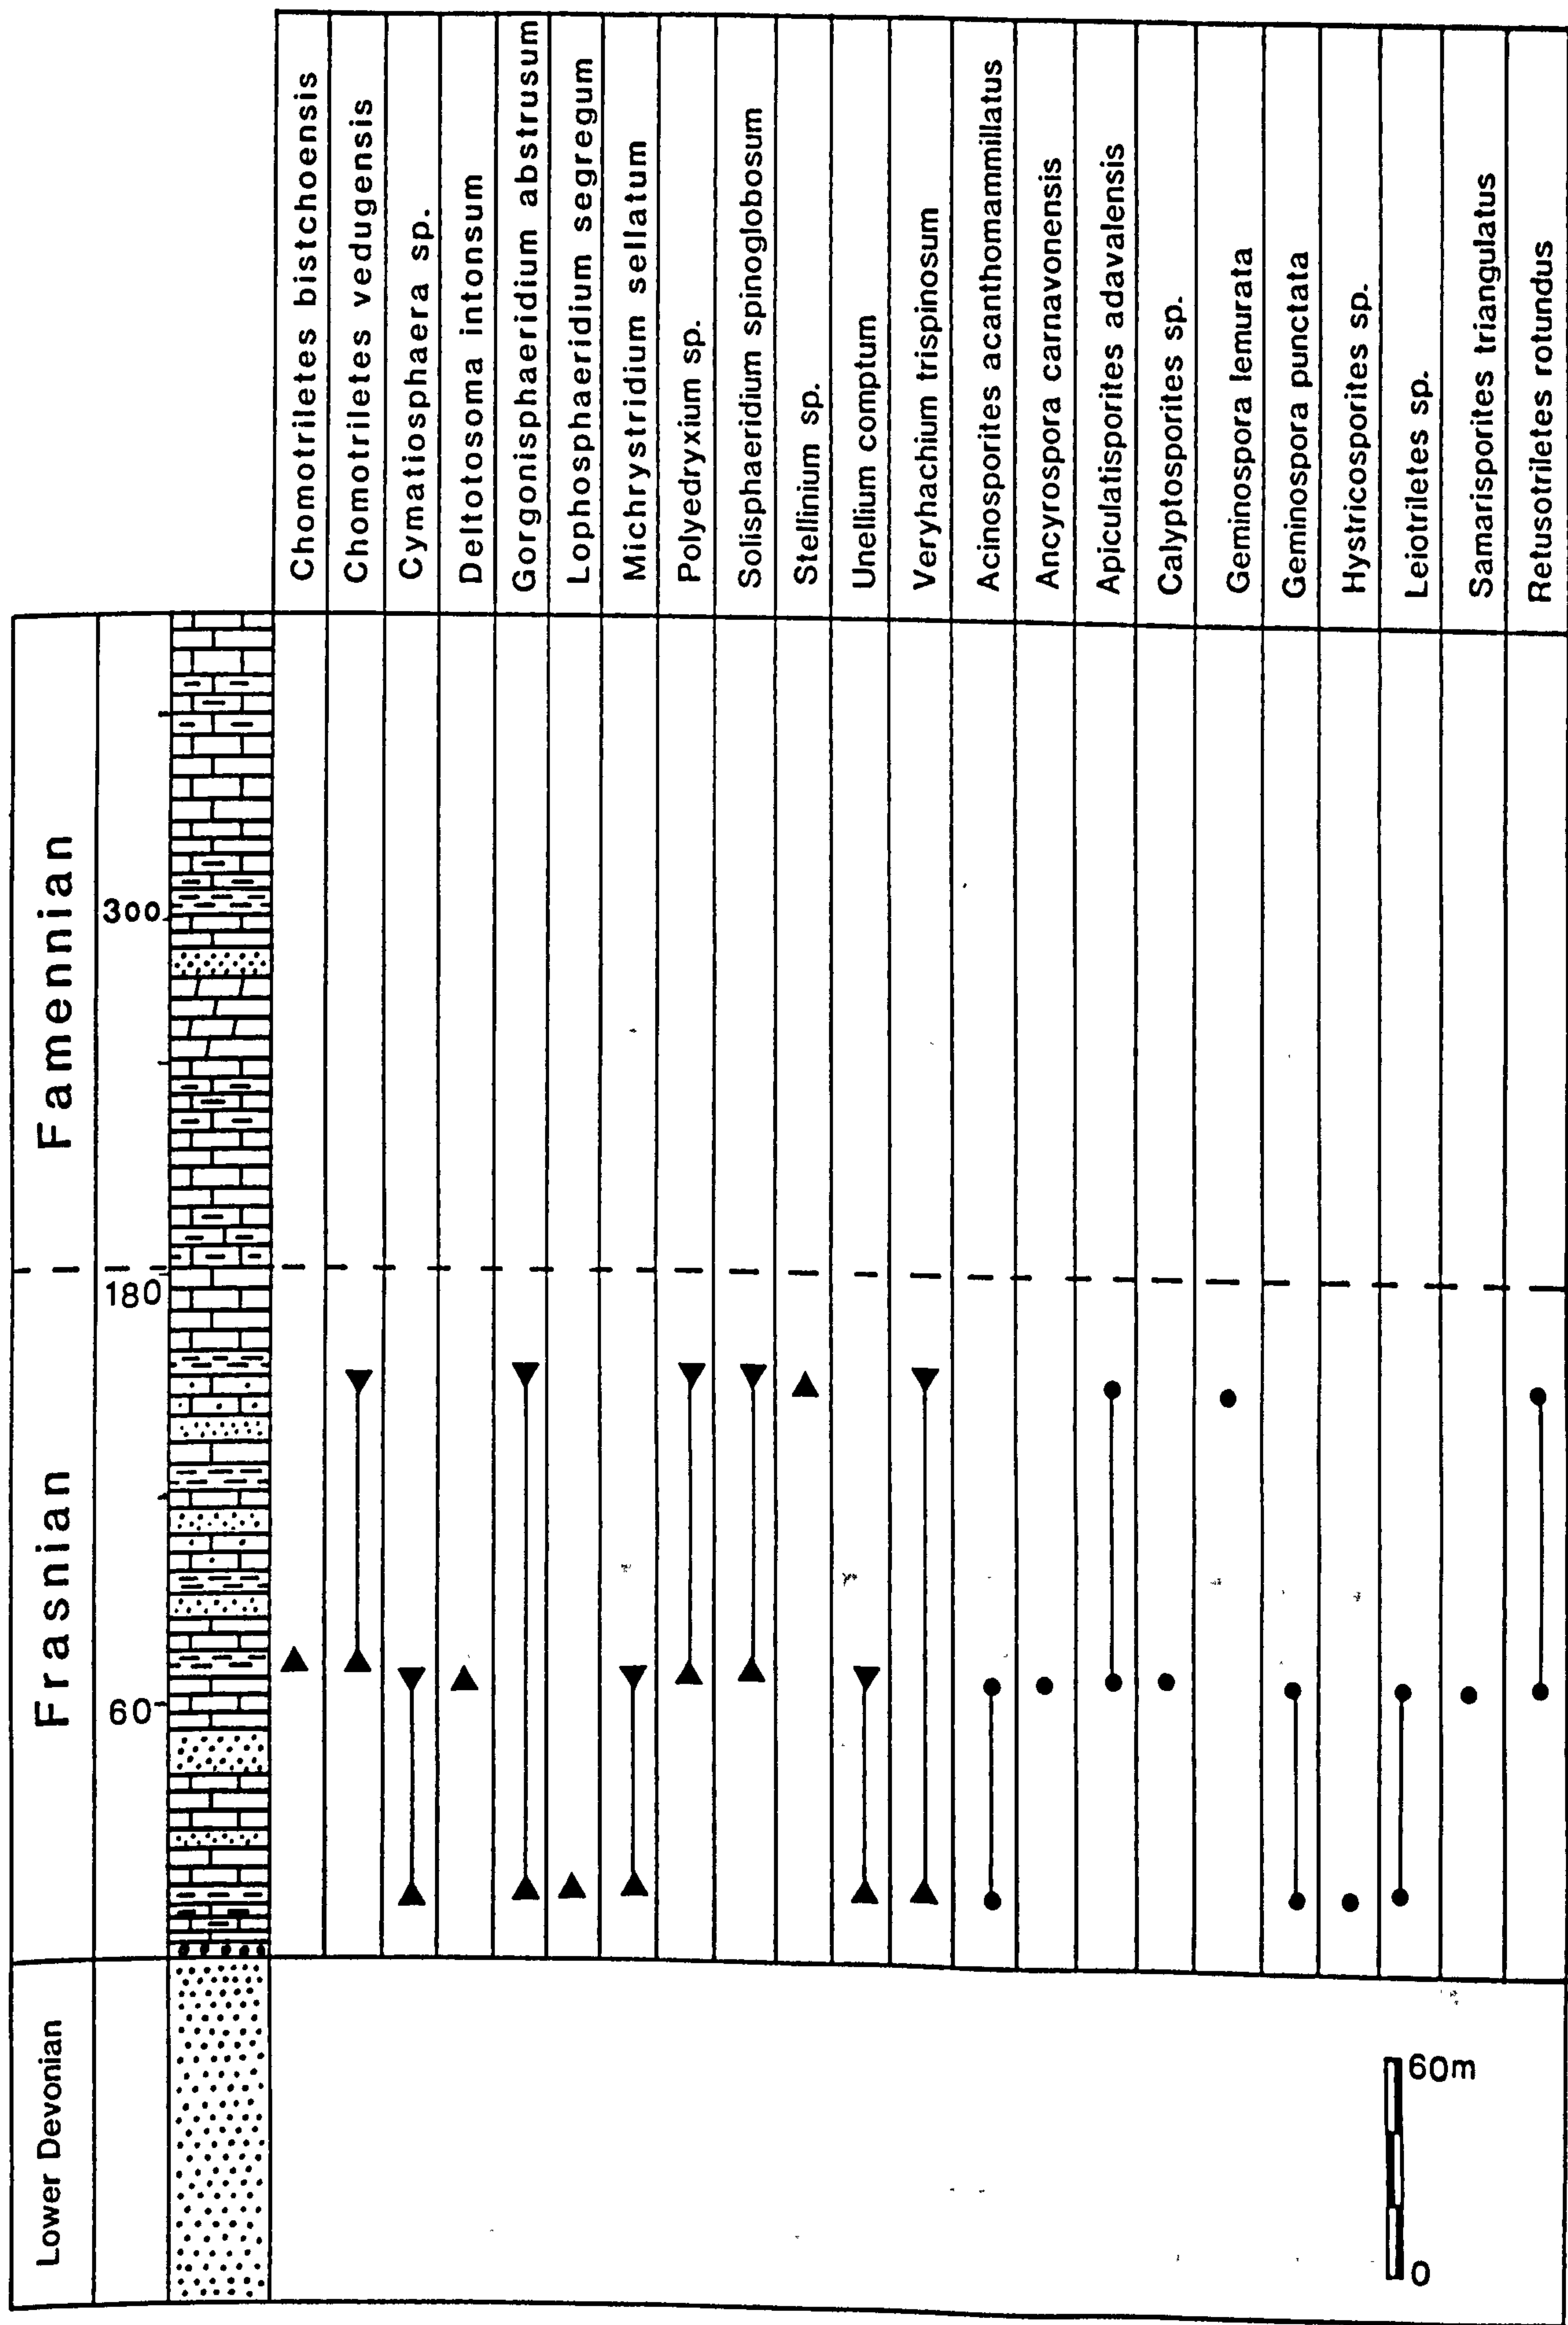 Chomotriletes bistchoensis
Chomotriletes vedugensis
Cymatiosphaera sp.
Deltotosoma intonsum
Gorgonisphaeridium abstrusum
Lophosphaeridium segregum
Michrystridium sellatum
Polyedryxium sp.
Solisphaeridium spinoglobosum
Stellinium sp.
Unellium comptum
Veryhachium trispinosum
Acinosporites acanthomammillatus
Ancyrospora carnavonensis
Apiculatisporites adavalensis
Calyptosporites sp.
Geminospora lemurata
Geminospora punctata
Hystricosporites sp.
Leiotriletes sp.
Samarisporites triangulatus
Retusotriletes rotundus
Famennian
300
180
Frasnian
60
Lower Devonian
60m
0